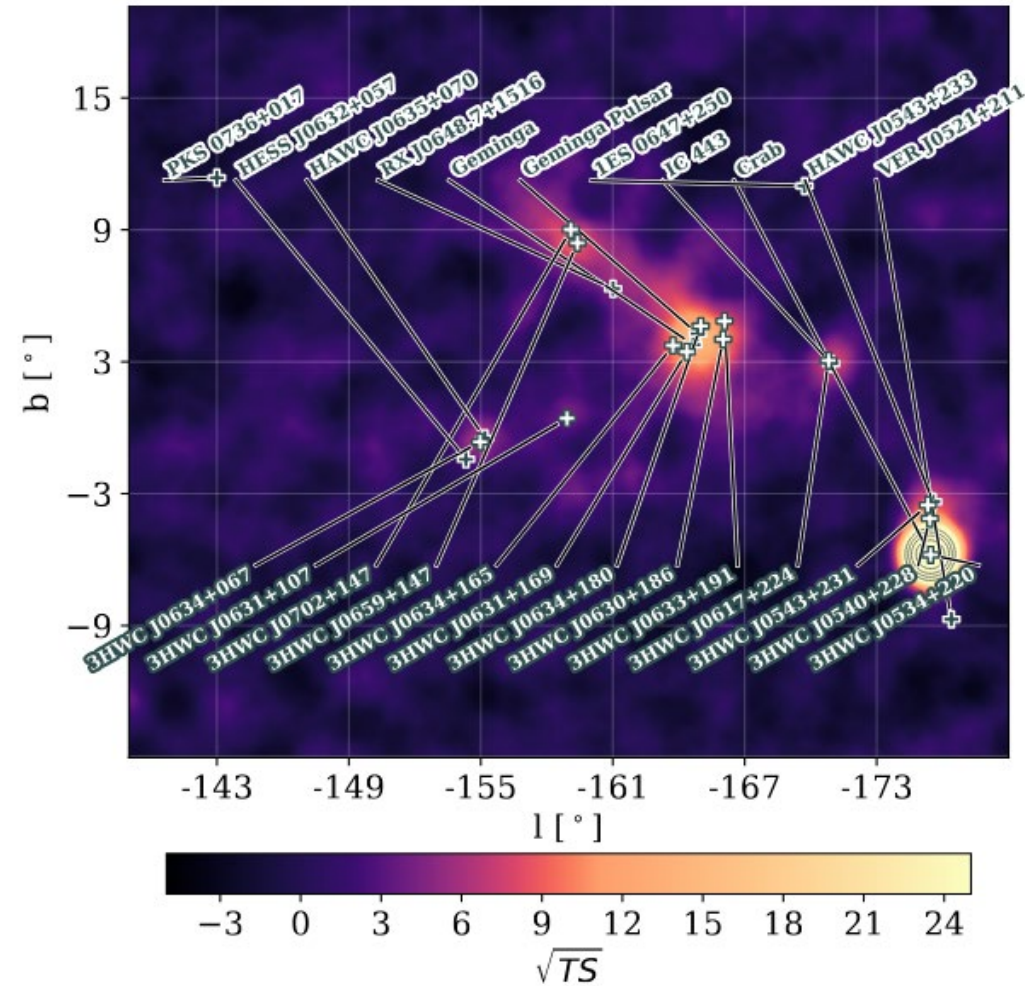 PKS 0736+017
HESS J0632+057
HAWC J0635+070
RX J0648.7+1516
Geminga
Geminga Pulsar
1ES 0647+250
IC 443
Crab
HAWC J0543+233
VER J0521+211
15
9
3
−3
−9
b [ ° ]
3HWC J0634+067
3HWC J0631+107
3HWC J0702+147
3HWC J0659+147
3HWC J0634+165
3HWC J0631+169
3HWC J0634+180
3HWC J0630+186
3HWC J0633+191
3HWC J0617+224
3HWC J0543+231
3HWC J0540+228
3HWC J0534+220
-143 -149 -155 -161 -167 -173
l [ ° ]
−3 0 3 6 9 12 15 18 21 24
√TS